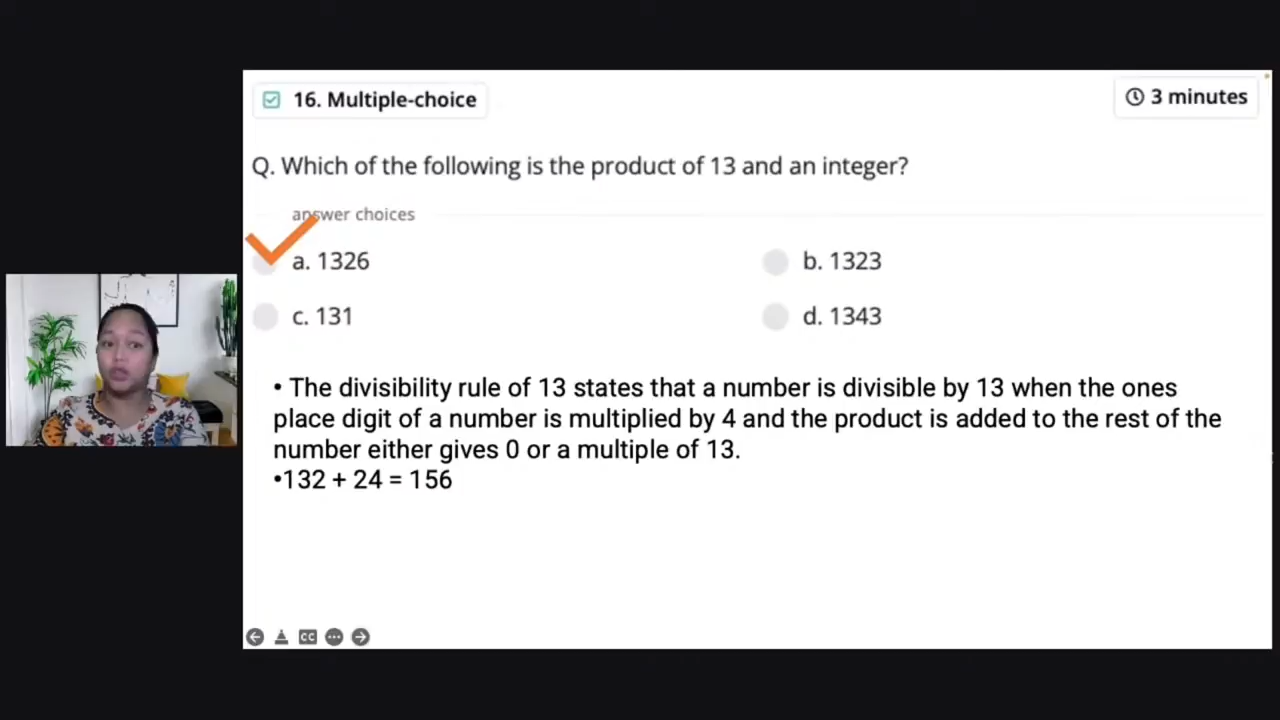 16. Multiple-choice
3 minutes
Q. Which of the following is the product of 13 and an integer?
answer choices
a. 1326
b. 1323
c. 131
d. 1343
• The divisibility rule of 13 states that a number is divisible by 13 when the ones
place digit of a number is multiplied by 4 and the product is added to the rest of the
number either gives 0 or a multiple of 13.
•132 + 24 = 156
CC